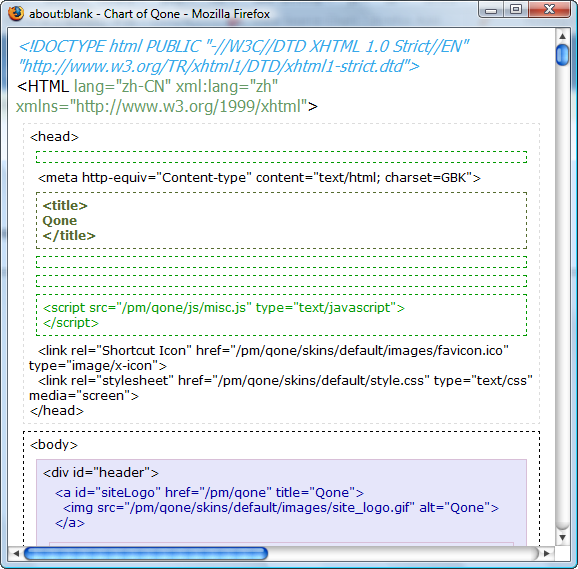 about:blank - Chart of Qone - Mozilla Firefox
<!DOCTYPE html PUBLIC "-//W3C//DTD XHTML 1.0 Strict//EN"
"http://www.w3.org/TR/xhtml1/DTD/xhtml1-strict.dtd">
<HTML lang="zh-CN" xml:lang="zh"
xmlns="http://www.w3.org/1999/xhtml">
<head>
<meta http-equiv="Content-type" content="text/html; charset=GBK">
<title>
Qone
</title>
<script src="/pm/qone/js/misc.js" type="text/javascript">
</script>
<link rel="Shortcut Icon" href="/pm/qone/skins/default/images/favicon.ico"
type="image/x-icon">
<link rel="stylesheet" href="/pm/qone/skins/default/style.css" type="text/css"
media="screen">
</head>
<body>
<div id="header">
<a id="siteLogo" href="/pm/qone" title="Qone">
<img src="/pm/qone/skins/default/images/site_logo.gif" alt="Qone">
</a>